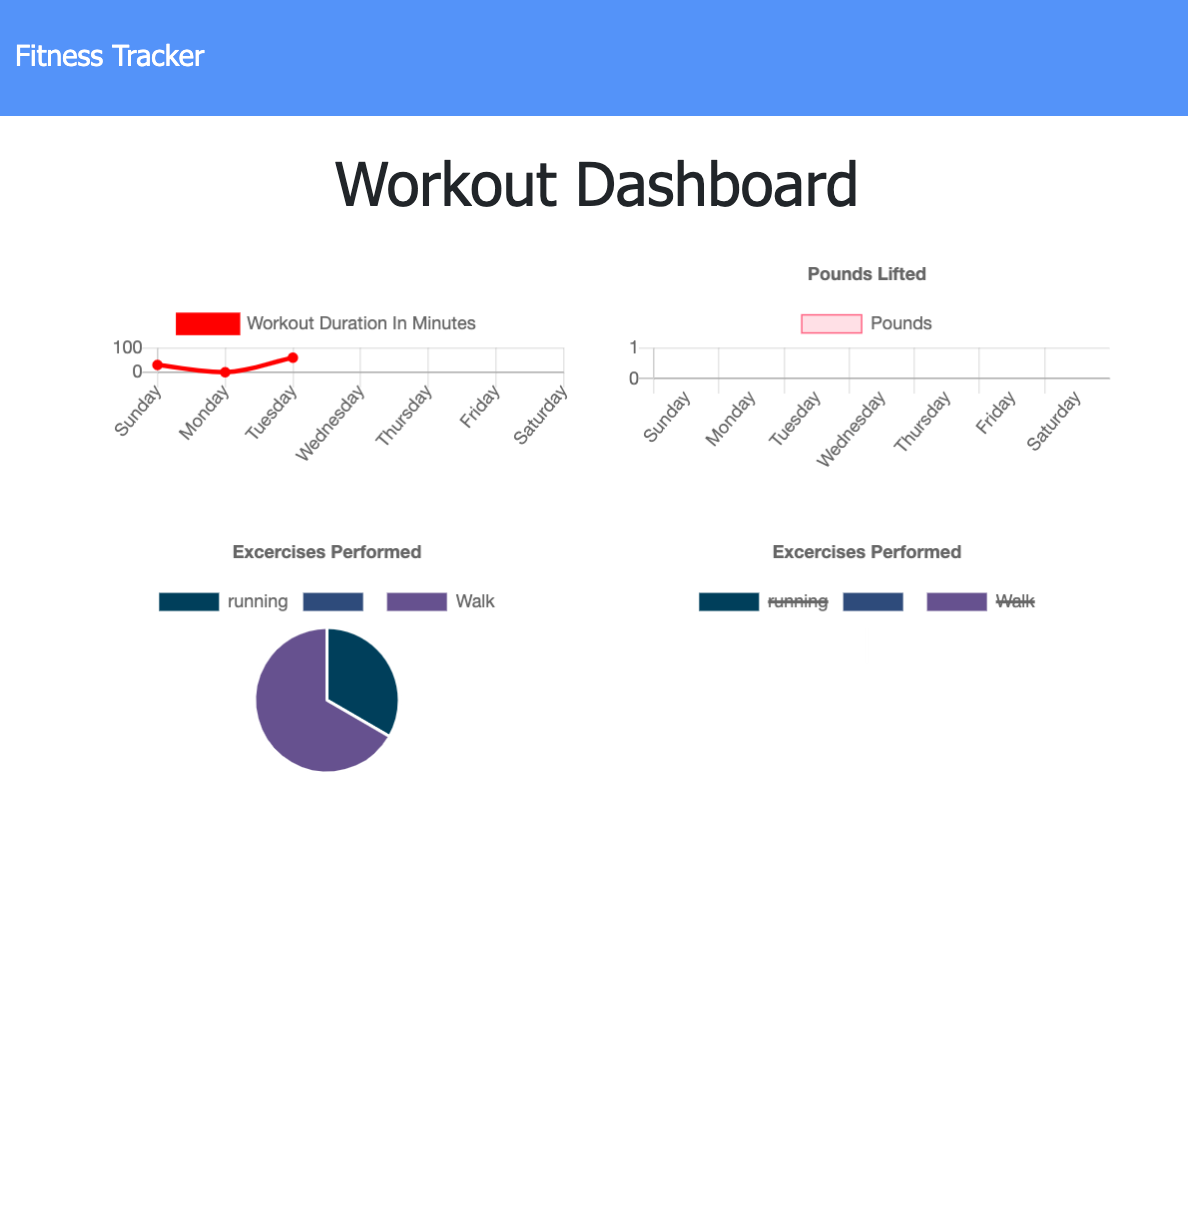 Fitness Tracker
Workout Dashboard
Workout Duration In Minutes
100
0
Sunday
Monday
Tuesday
Wednesday
Thursday
Friday
Saturday
Pounds Lifted
Pounds
1
0
Sunday
Monday
Tuesday
Wednesday
Thursday
Friday
Saturday
Excercises Performed
running Walk
Excercises Performed
running Walk